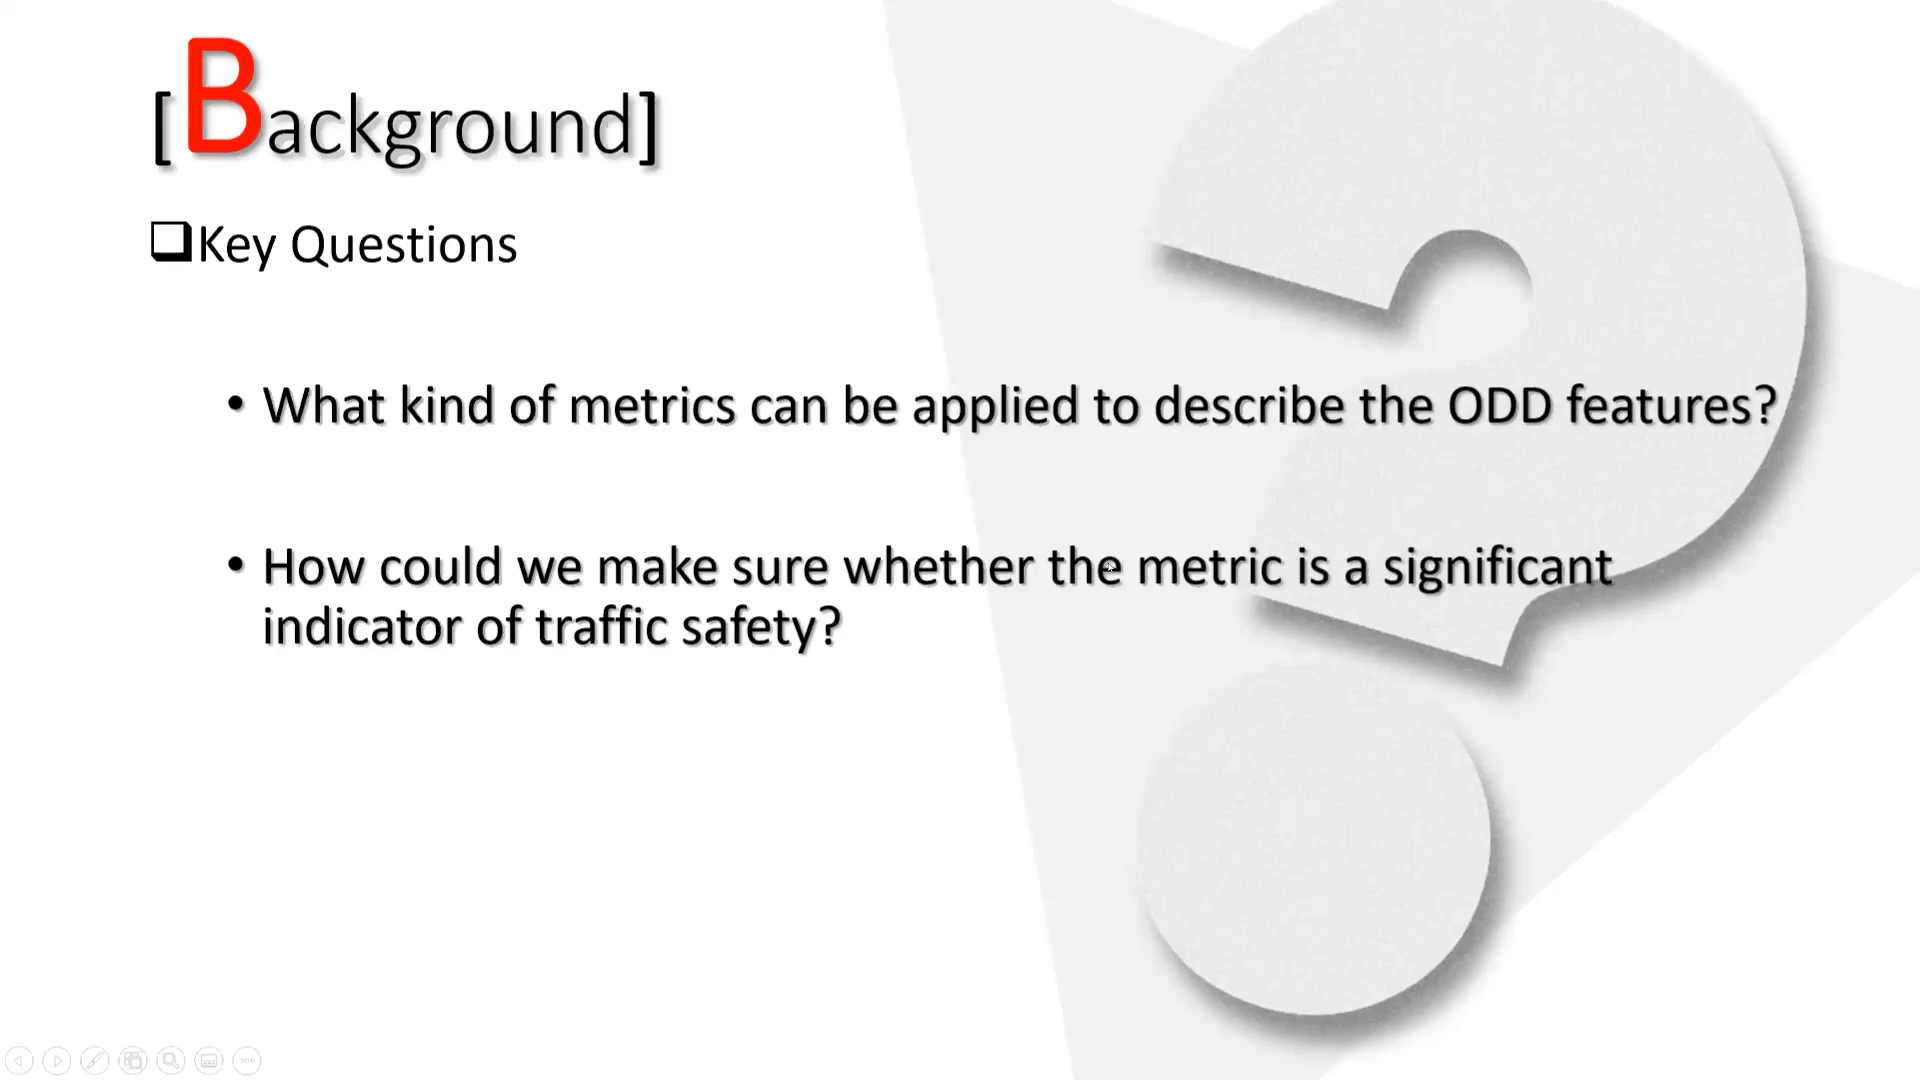 [Background]
❑Key Questions
• What kind of metrics can be applied to describe the ODD features?
• How could we make sure whether the metric is a significant
indicator of traffic safety?